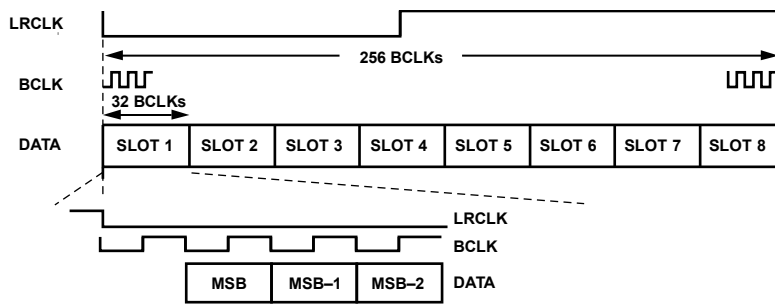 LRCLK
256 BCLKs
BCLK
32 BCLKs
DATA SLOT 1 SLOT 2 SLOT 3 SLOT 4 SLOT 5 SLOT 6 SLOT 7 SLOT 8
LRCLK
BCLK
MSB MSB–1 MSB–2 DATA